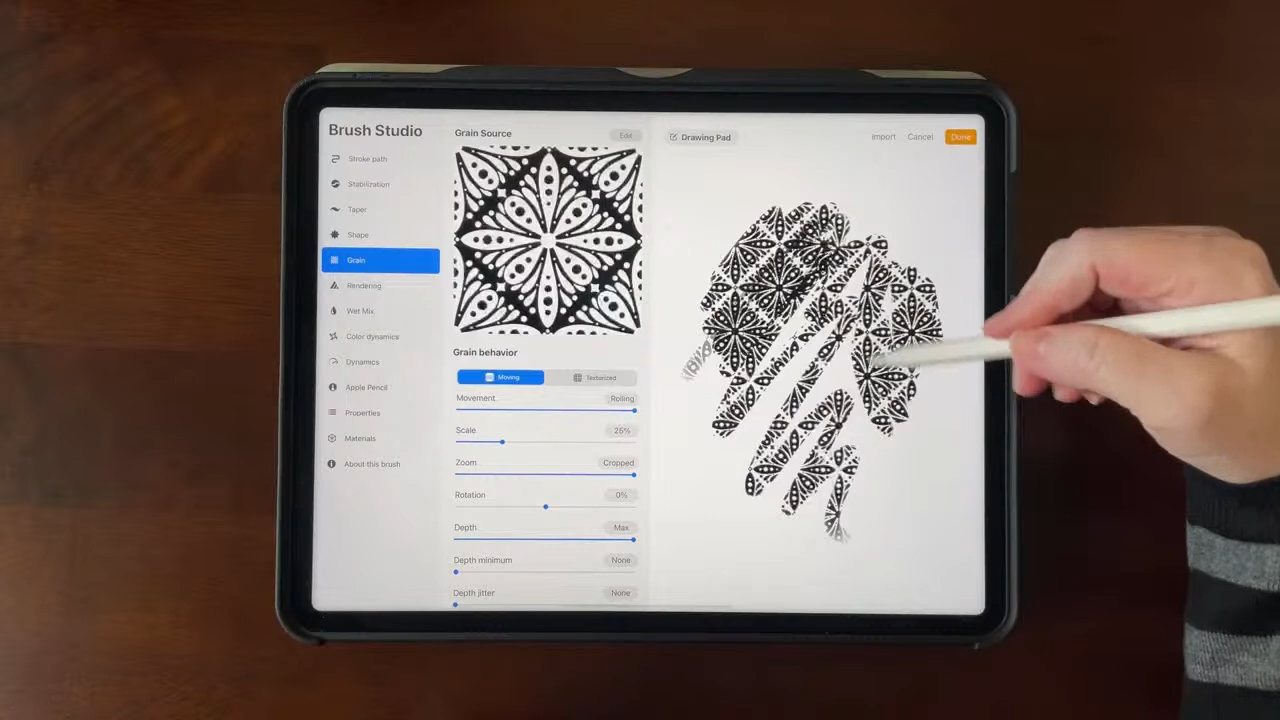 Brush Studio
Stroke path
Stabilization
Taper
Shape
Grain
Rendering
Wet Mix
Color dynamics
Dynamics
Apple Pencil
Properties
Materials
About this brush
Grain Source
Edit
Grain behavior
Moving
Texturized
Movement
Rolling
Scale
25%
Zoom
Cropped
Rotation
0%
Depth
Max
Depth minimum
None
Depth jitter
None
Drawing Pad
Import
Cancel
Done